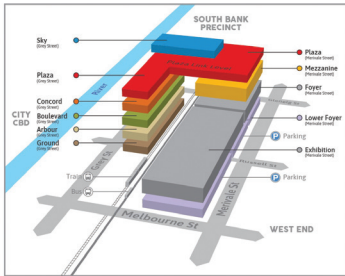 SOUTH BANK
PRECINCT
Sky
(Grey Street)
Plaza
(Grey Street)
Concord
(Grey Street)
Boulevard
(Grey Street)
Arbour
(Grey Street)
Ground
(Grey Street)
CITY
CBD
River
Plaza
(Merivale Street)
Mezzanine
(Merivale Street)
Foyer
(Merivale Street)
Lower Foyer
(Merivale Street)
Exhibition
(Merivale Street)
P Parking
P Parking
Train
Bus
Grey St
Merivale St
Melbourne St
WEST END